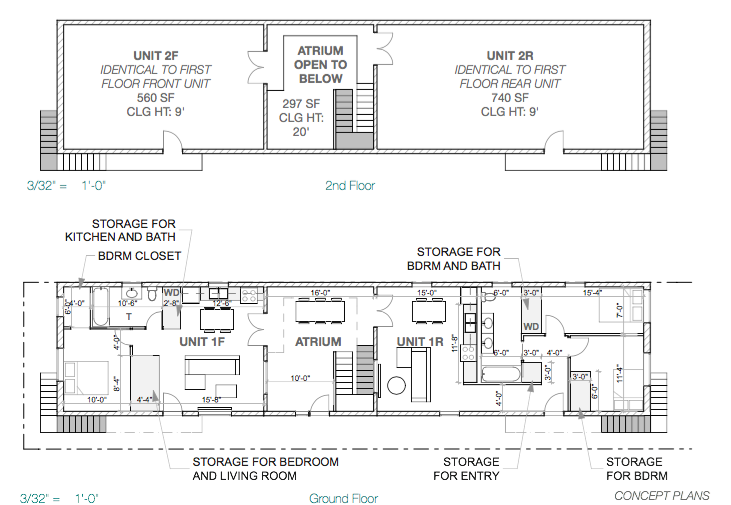 UNIT 2F
IDENTICAL TO FIRST
FLOOR FRONT UNIT
560 SF
CLG HT: 9'
ATRIUM
OPEN TO
BELOW
297 SF
CLG HT:
20'
UNIT 2R
IDENTICAL TO FIRST
FLOOR REAR UNIT
740 SF
CLG HT: 9'
3/32" = 1'-0"
2nd Floor
STORAGE FOR
KITCHEN AND BATH
BDRM CLOSET
STORAGE FOR
BDRM AND BATH
6'-0"
4'-0"
10'-6"
WD
2'-8"
12'-6"
16'-0"
15'-0"
6'-0"
3'-0"
15'-4"
7'-0"
T
WD
4'-0"
UNIT 1F
ATRIUM
UNIT 1R
11'-8"
6'-0"
3'-0"
4'-0"
3'-0"
8'-4"
10'-0"
3'-0"
6'-0"
11'-4"
10'-0"
4'-4"
15'-8"
4'-0"
STORAGE FOR BEDROOM
AND LIVING ROOM
STORAGE
FOR ENTRY
STORAGE
FOR BDRM
3/32" = 1'-0"
Ground Floor
CONCEPT PLANS